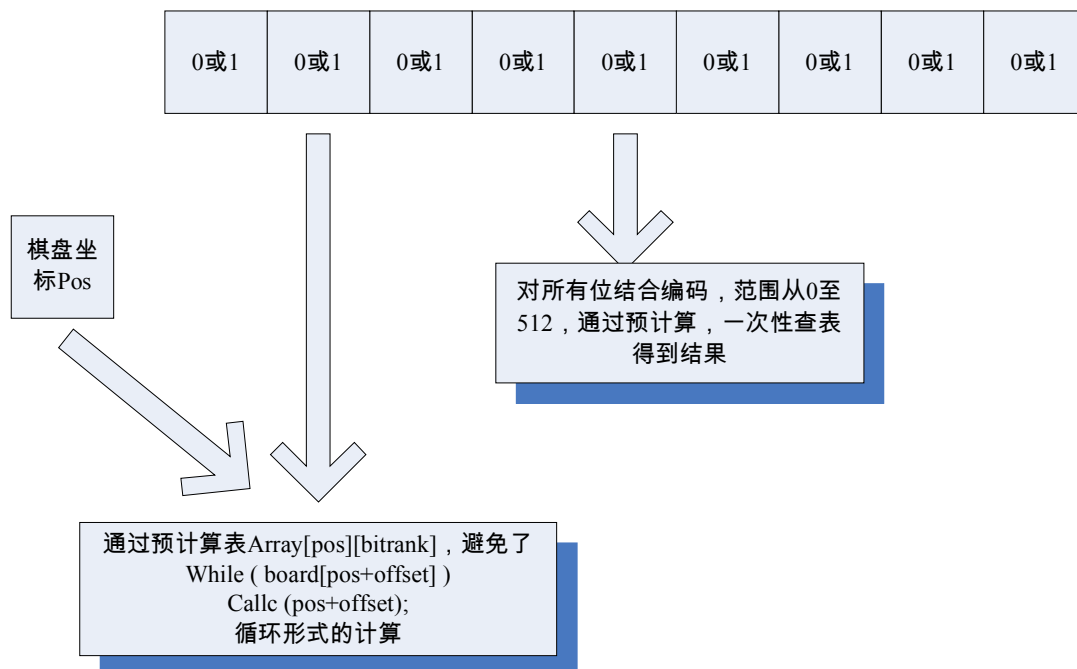 0或1 0或1 0或1 0或1 0或1 0或1 0或1 0或1 0或1
棋盘坐
标Pos
对所有位结合编码，范围从0至
512，通过预计算，一次性查表
得到结果
通过预计算表Array[pos][bitrank]，避免了
While ( board[pos+offset] )
Callc (pos+offset);
循环形式的计算